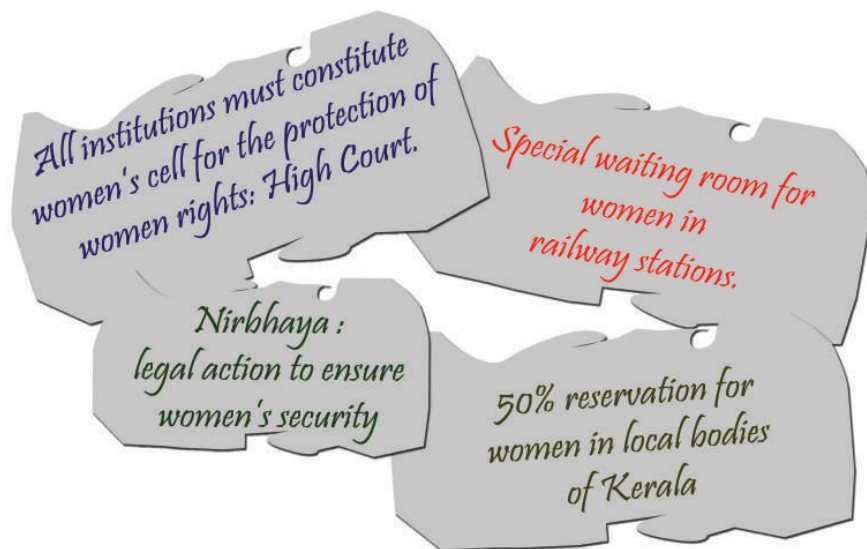 All institutions must constitute
women's cell for the protection of
women rights: High Court.
Special waiting room for
women in
railway stations.
Nirbhaya :
legal action to ensure
women's security
50% reservation for
women in local bodies
of Kerala